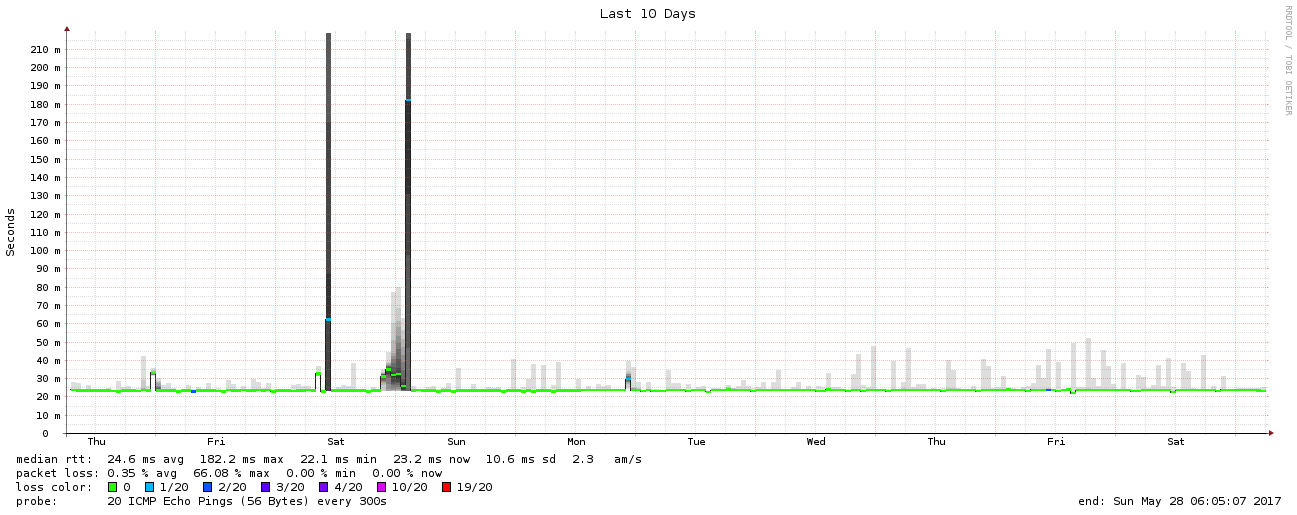 Last 10 Days
RRDTOOL / TOBI OETIKER
Seconds
210 m
200 m
190 m
180 m
170 m
160 m
150 m
140 m
130 m
120 m
110 m
100 m
90 m
80 m
70 m
60 m
50 m
40 m
30 m
20 m
10 m
0
Thu Fri Sat Sun Mon Tue Wed Thu Fri Sat
median rtt: 24.6 ms avg 182.2 ms max 22.1 ms min 23.2 ms now 10.6 ms sd 2.3 am/s
packet loss: 0.35 % avg 66.08 % max 0.00 % min 0.00 % now
loss color: 0 1/20 2/20 3/20 4/20 10/20 19/20
probe: 20 ICMP Echo Pings (56 Bytes) every 300s end: Sun May 28 06:05:07 2017